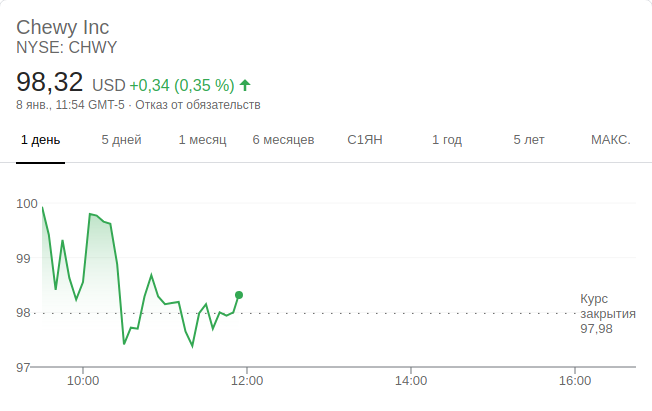 Chewy Inc
NYSE: CHWY
98,32 USD +0,34 (0,35 %)
8 янв., 11:54 GMT-5 · Отказ от обязательств
1 день 5 дней 1 месяц 6 месяцев С1ЯН 1 год 5 лет МАКС.
100
99
98
97
Курс
закрытия
97,98
10:00 12:00 14:00 16:00